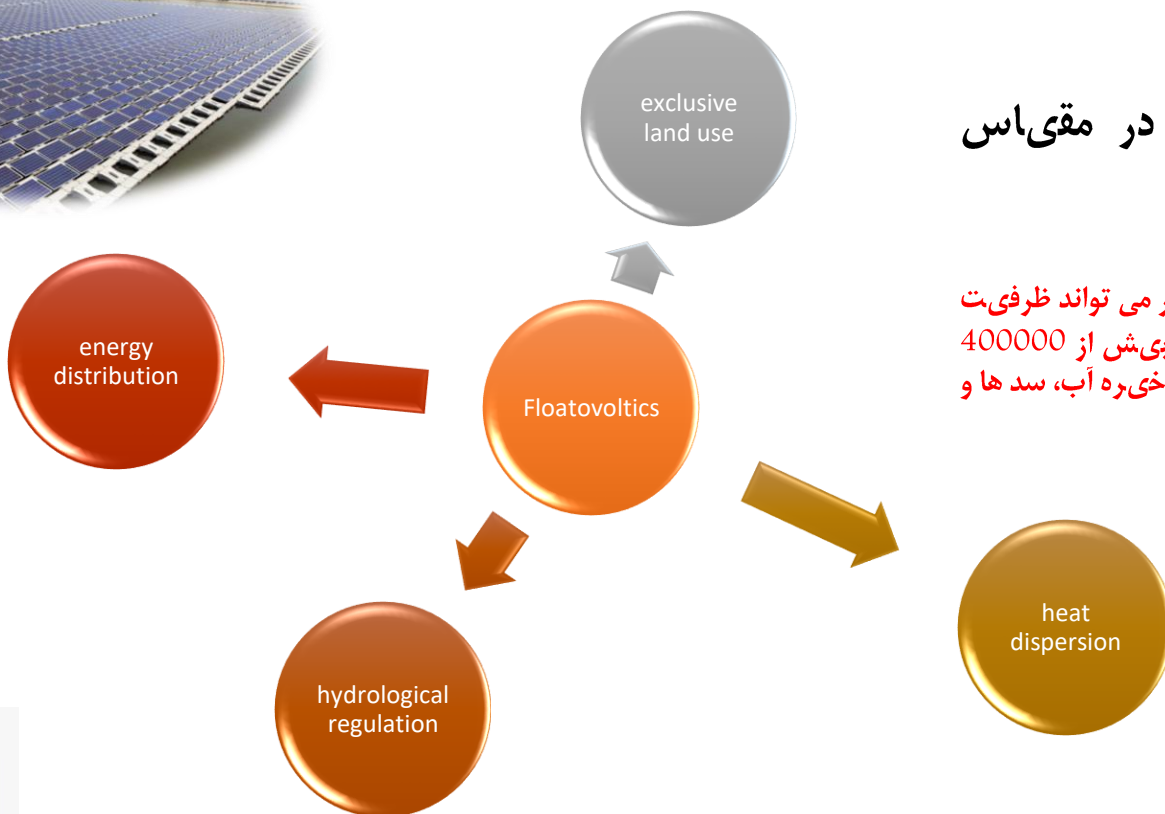 exclusive
land use
در مقیاس
energy
distribution
Floatovoltics
ر می تواند ظرفیت
بیش از 400000
خیره آب، سد ها و
heat
dispersion
hydrological
regulation